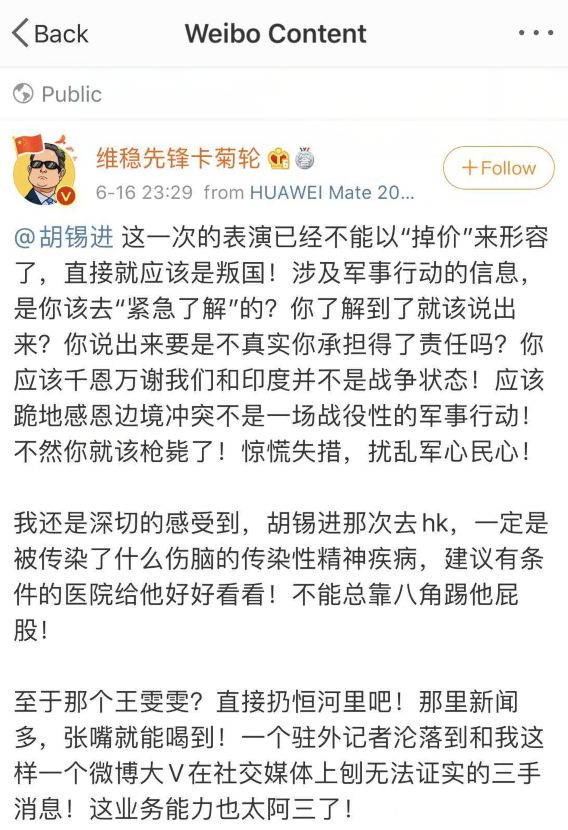 Back
Weibo Content
Public
维稳先锋卡菊轮
6-16 23:29 from HUAWEI Mate 20...
+Follow
@胡锡进 这一次的表演已经不能以“掉价”来形容
了，直接就应该是叛国！涉及军事行动的信息，
是你该去“紧急了解”的？你了解到了就该说出
来？你说出来要是不真实你承担得了责任吗？你
应该千恩万谢我们和印度并不是战争状态！应该
跪地感恩边境冲突不是一场战役性的军事行动！
不然你就该枪毙了！惊慌失措，扰乱军心民心！
我还是深切的感受到，胡锡进那次去hk，一定是
被传染了什么伤脑的传染性精神疾病，建议有条
件的医院给他好好看看！不能总靠八角踢他屁
股！
至于那个王雯雯？直接扔恒河里吧！那里新闻
多，张嘴就能喝到！一个驻外记者沦落到和我这
样一个微博大V在社交媒体上刨无法证实的三手
消息！这业务能力也太阿三了！